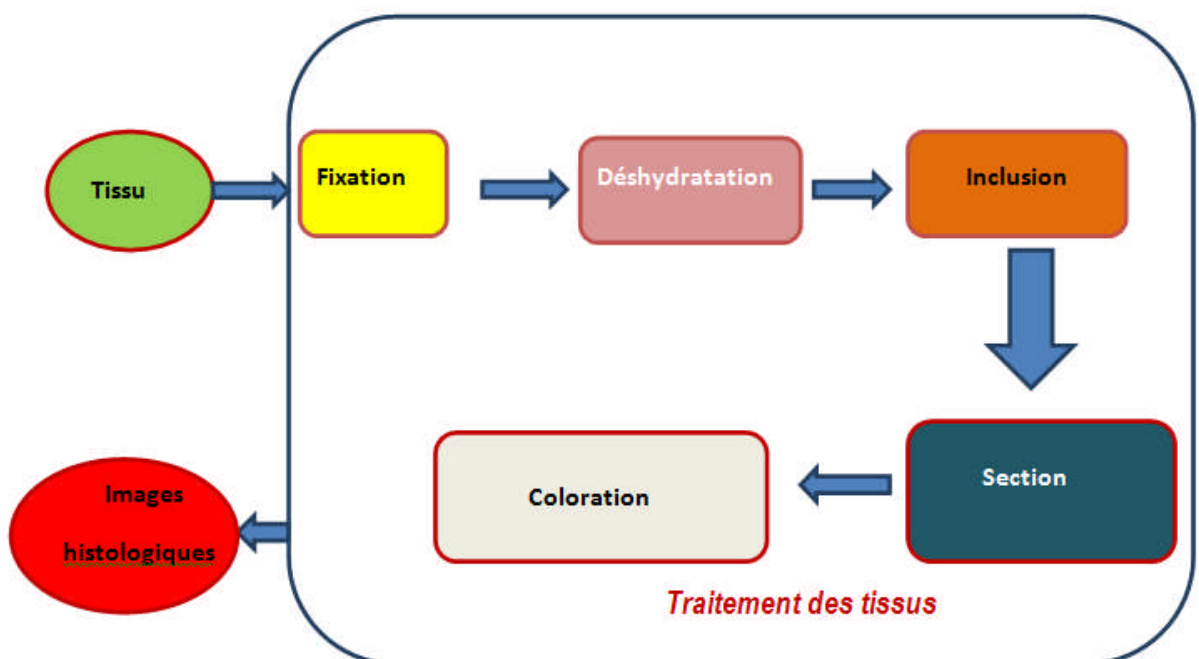 Tissu
Fixation
Déshydratation
Inclusion
Section
Coloration
Images
histologiques
Traitement des tissus